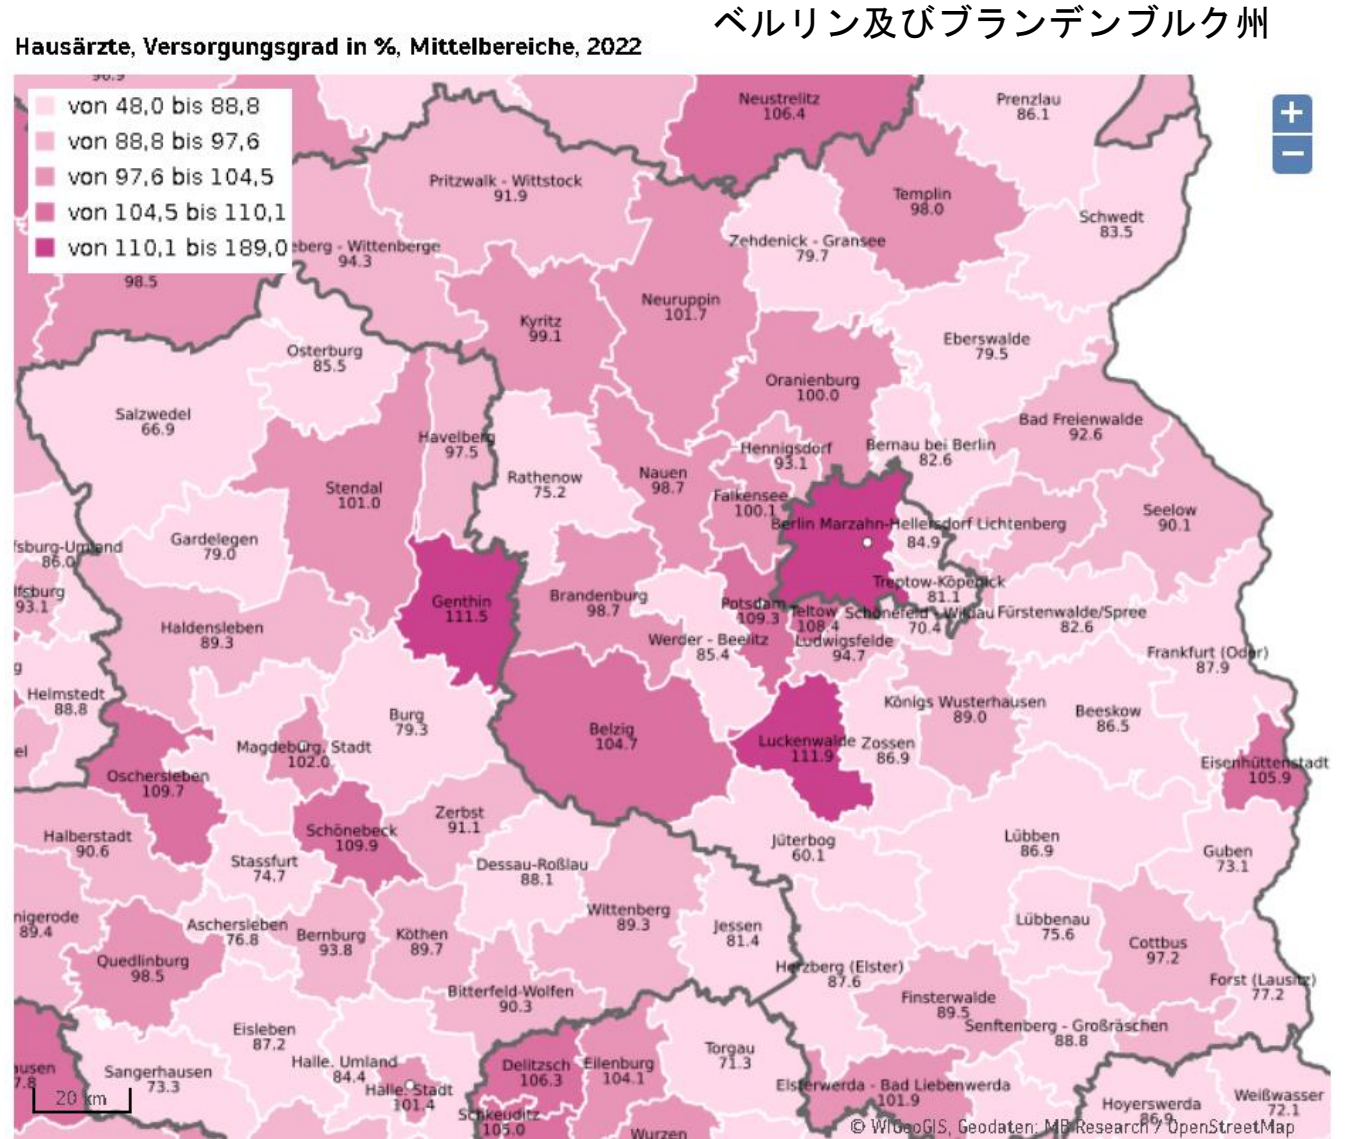 ベルリン及びブランデンブルク州
Hausärzte, Versorgungsgrad in %, Mittelbereiche, 2022
96.9
von 48,0 bis 88,8
von 88,8 bis 97,6
von 97,6 bis 104,5
von 104,5 bis 110,1
von 110,1 bis 189,0
+
−
Neustrelitz
106.4
Prenzlau
86.1
Pritzwalk - Wittstock
91.9
Templin
98.0
Schwedt
83.5
eberg - Wittenberge
94.3
Zehdenick - Gransee
79.7
98.5
Neuruppin
101.7
Kyritz
99.1
Eberswalde
79.5
Osterburg
85.5
Oranienburg
100.0
Salzwedel
66.9
Bad Freienwalde
92.6
Havelberg
97.5
Hennigsdorf
93.1
Bernau bei Berlin
82.6
Rathenow
75.2
Nauen
98.7
Stendal
101.0
Falkensee
100.1
Seelow
90.1
Berlin Marzahn-Hellersdorf Lichtenberg
84.9
Gardelegen
79.0
fsburg-Umland
86.0
lfsburg
93.1
Treptow-Köpenick
81.1
Genthin
111.5
Brandenburg
98.7
Potsdam
109.3
Teltow
108.4
Schönefeld - Wildau
70.4
Fürstenwalde/Spree
82.6
Haldensleben
89.3
Werder - Beelitz
85.4
Ludwigsfelde
94.7
Frankfurt (Oder)
87.9
g
Helmstedt
88.8
Burg
79.3
Königs Wusterhausen
89.0
Beeskow
86.5
Belzig
104.7
Luckenwalde
111.9
Zossen
86.9
el
Magdeburg, Stadt
102.0
Eisenhüttenstadt
105.9
Oschersleben
109.7
Zerbst
91.1
Schönebeck
109.9
Halberstadt
90.6
Jüterbog
60.1
Lübben
86.9
Guben
73.1
Stassfurt
74.7
Dessau-Roßlau
88.1
Wittenberg
89.3
nigerode
89.4
Aschersleben
76.8
Bernburg
93.8
Köthen
89.7
Jessen
81.4
Lübbenau
75.6
Cottbus
97.2
Quedlinburg
98.5
Herzberg (Elster)
87.6
Forst (Lausitz)
77.2
Bitterfeld-Wolfen
90.3
Finsterwalde
89.5
Senftenberg - Großräschen
88.8
Eisleben
87.2
Torgau
71.3
Halle, Umland
84.4
Delitzsch
106.3
Eilenburg
104.1
ausen
7.8
Sangerhausen
73.3
Halle, Stadt
101.4
Elsterwerda - Bad Liebenwerda
101.9
Hoyerswerda
86.9
Weißwasser
72.1
20 km
Schkeuditz
105.0
Wurzen
© WIGeoGIS, Geodaten: MB-Research / OpenStreetMap